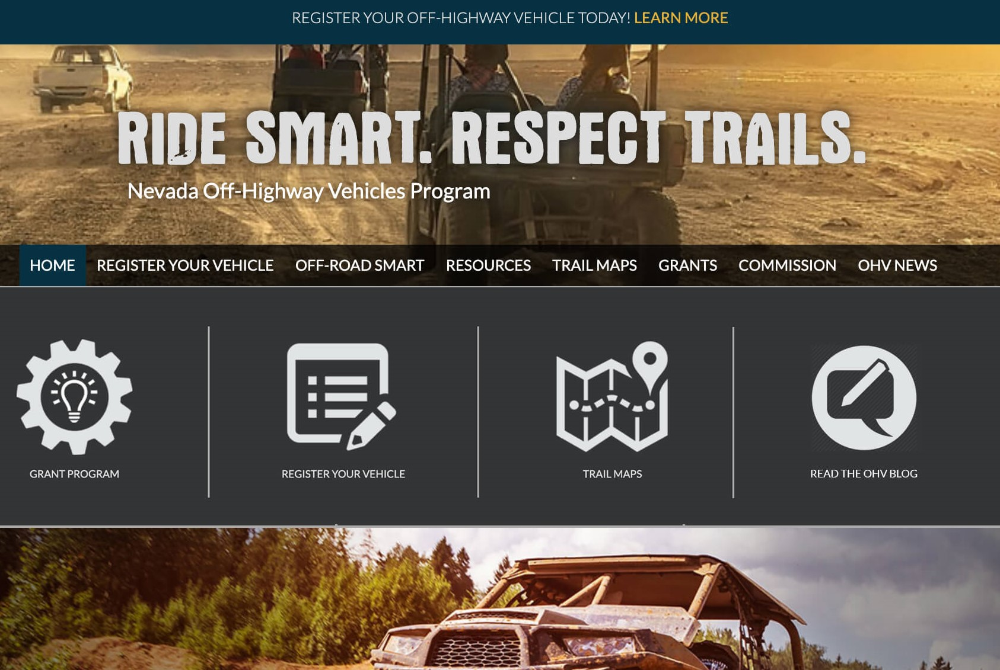 REGISTER YOUR OFF-HIGHWAY VEHICLE TODAY! LEARN MORE
RIDE SMART. RESPECT TRAILS.
Nevada Off-Highway Vehicles Program
HOME REGISTER YOUR VEHICLE OFF-ROAD SMART RESOURCES TRAIL MAPS GRANTS COMMISSION OHV NEWS
GRANT PROGRAM REGISTER YOUR VEHICLE TRAIL MAPS READ THE OHV BLOG